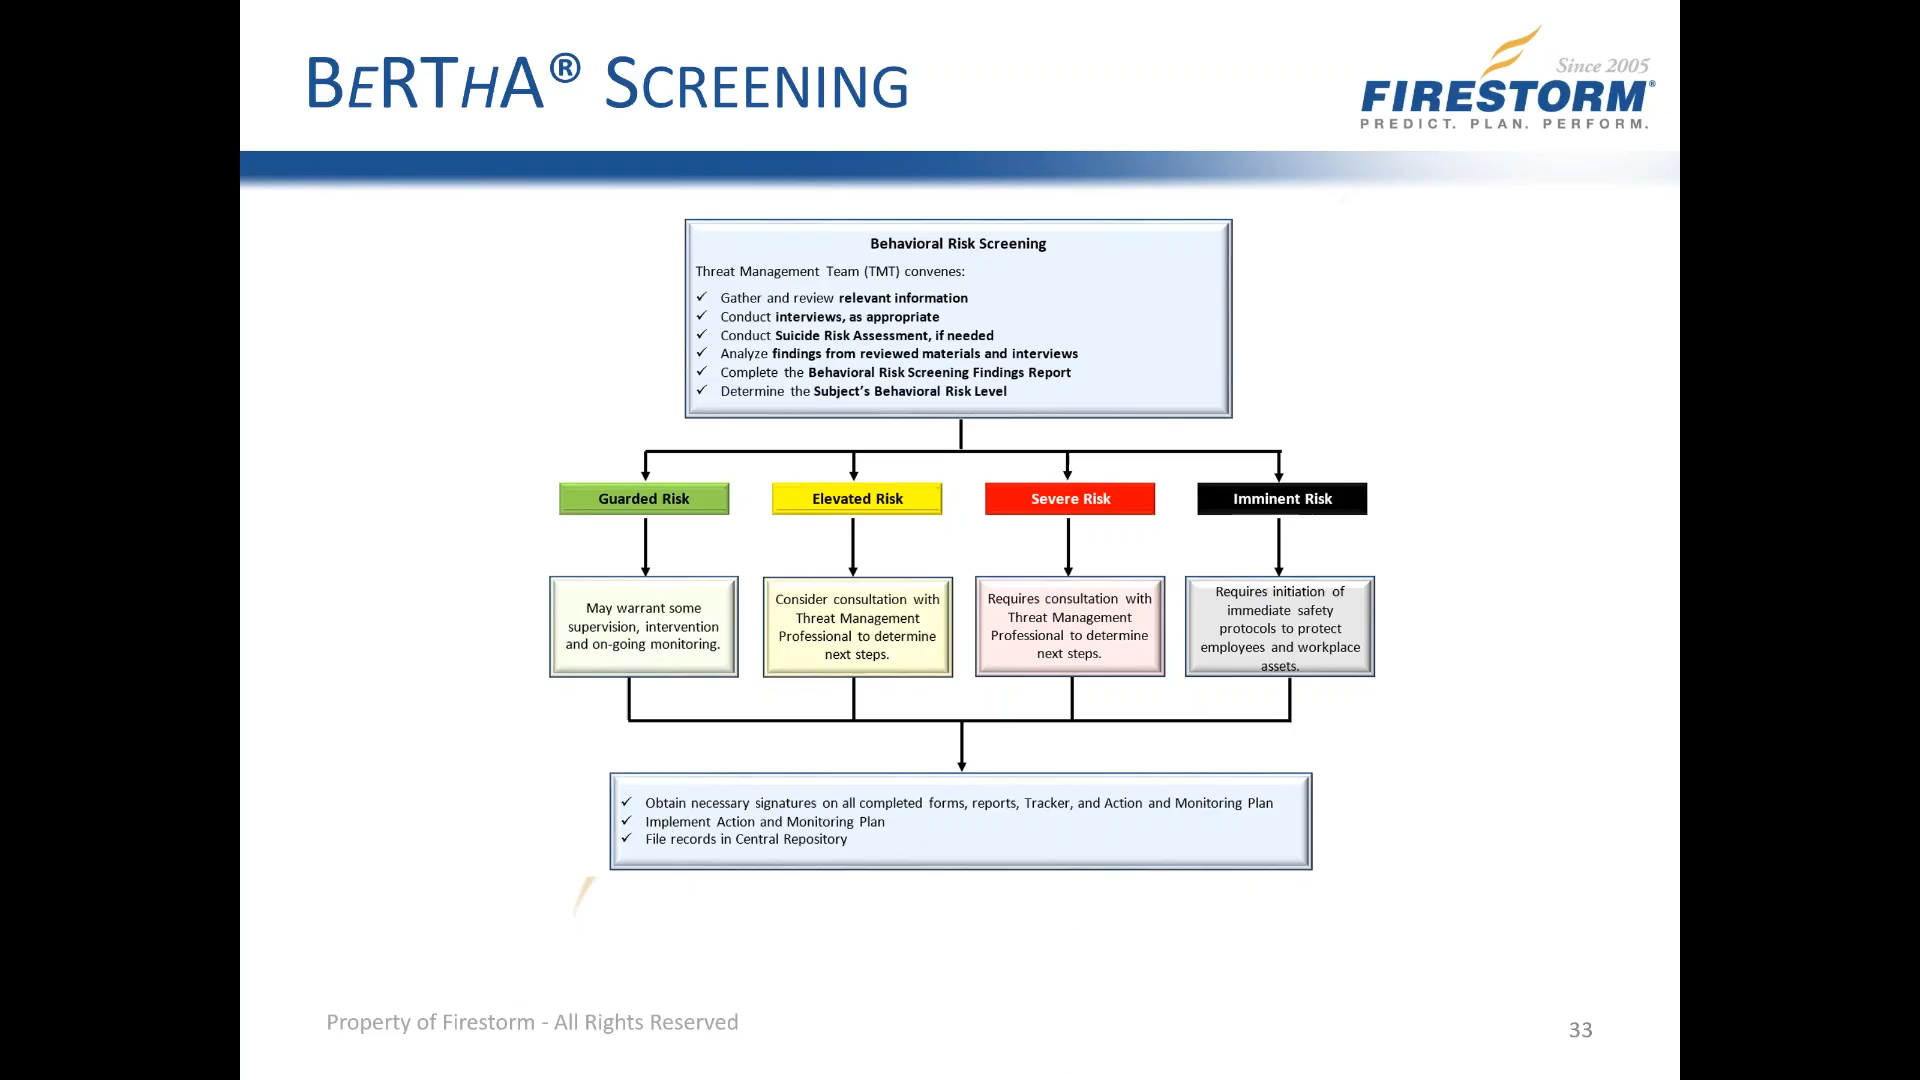 BERTHA® SCREENING
Since 2005
FIRESTORM®
PREDICT. PLAN. PERFORM.
Behavioral Risk Screening
Threat Management Team (TMT) convenes:
✓ Gather and review relevant information
✓ Conduct interviews, as appropriate
✓ Conduct Suicide Risk Assessment, if needed
✓ Analyze findings from reviewed materials and interviews
✓ Complete the Behavioral Risk Screening Findings Report
✓ Determine the Subject’s Behavioral Risk Level
Guarded Risk
Elevated Risk
Severe Risk
Imminent Risk
May warrant some
supervision, intervention
and on-going monitoring.
Consider consultation with
Threat Management
Professional to determine
next steps.
Requires consultation with
Threat Management
Professional to determine
next steps.
Requires initiation of
immediate safety
protocols to protect
employees and workplace
assets.
✓ Obtain necessary signatures on all completed forms, reports, Tracker, and Action and Monitoring Plan
✓ Implement Action and Monitoring Plan
✓ File records in Central Repository
Property of Firestorm - All Rights Reserved
33